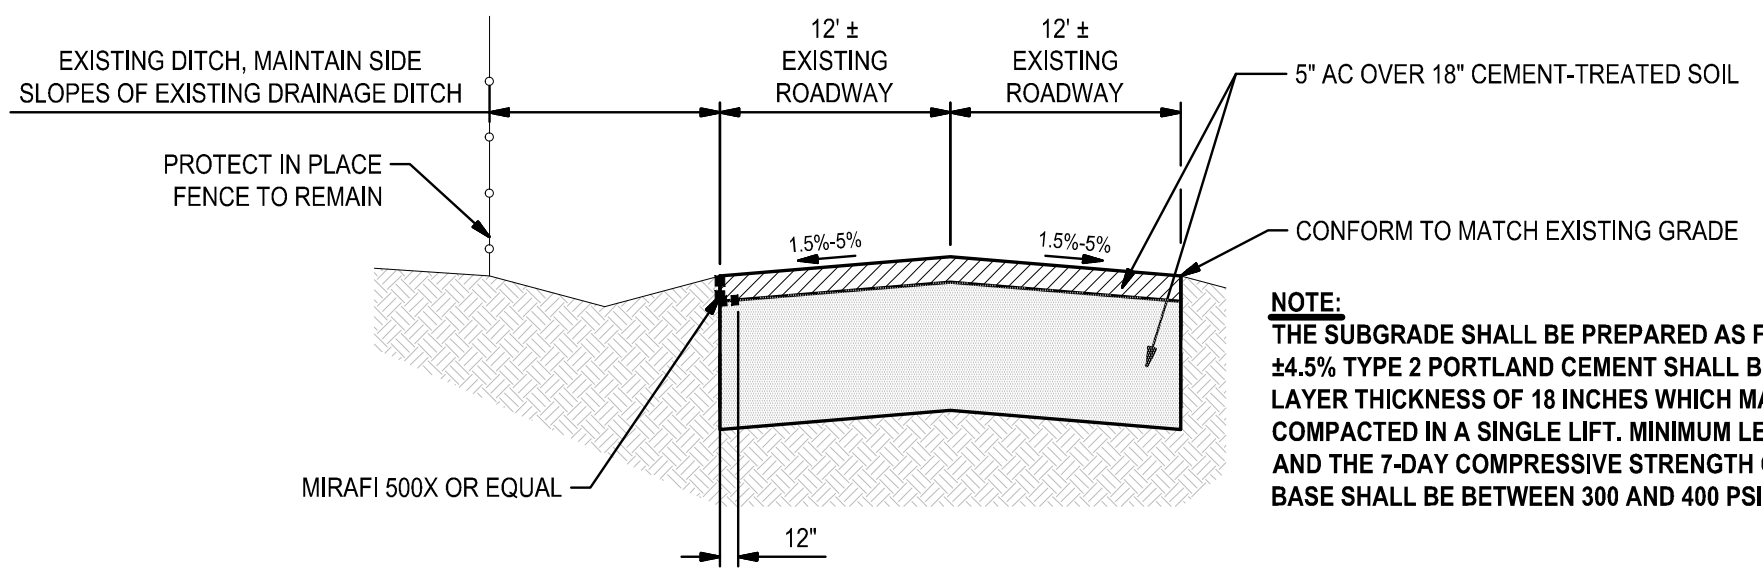 EXISTING DITCH, MAINTAIN SIDE
SLOPES OF EXISTING DRAINAGE DITCH
12' ±
EXISTING
ROADWAY
12' ±
EXISTING
ROADWAY
5" AC OVER 18" CEMENT-TREATED SOIL
PROTECT IN PLACE
FENCE TO REMAIN
1.5%-5%
1.5%-5%
CONFORM TO MATCH EXISTING GRADE
NOTE:
THE SUBGRADE SHALL BE PREPARED AS
±4.5% TYPE 2 PORTLAND CEMENT SHALL
LAYER THICKNESS OF 18 INCHES WHICH
COMPACTED IN A SINGLE LIFT. MINIMUM
AND THE 7-DAY COMPRESSIVE STRENGTH
BASE SHALL BE BETWEEN 300 AND 400 PSI
MIRAFI 500X OR EQUAL
12"